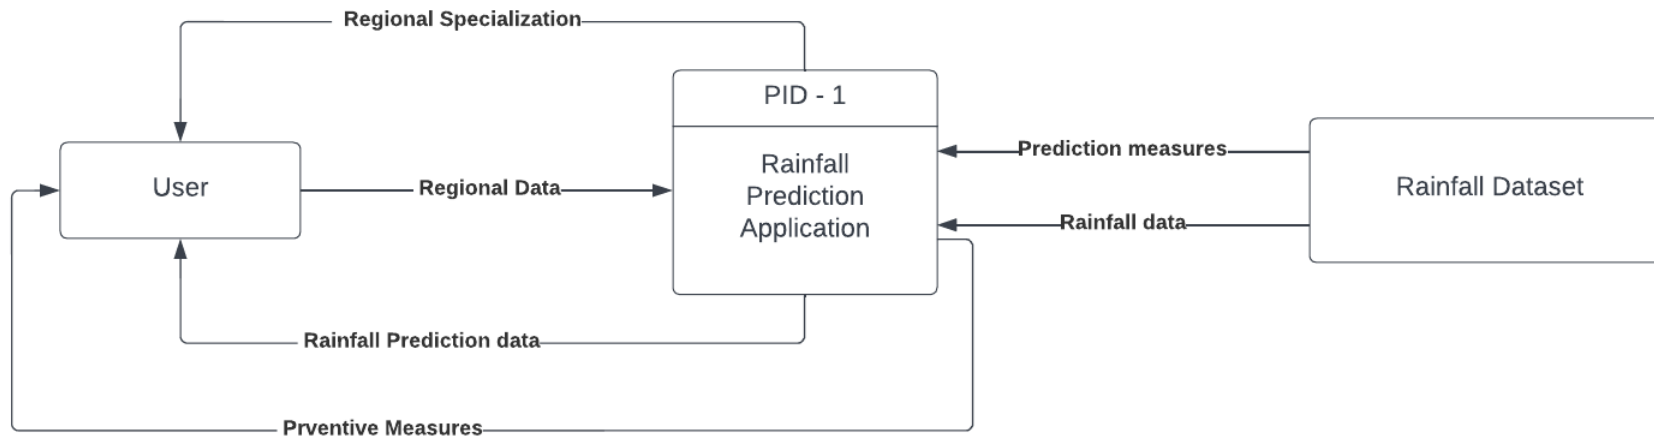 Regional Specialization
PID - 1
Rainfall
Prediction
Application
User
Regional Data
Prediction measures
Rainfall data
Rainfall Dataset
Rainfall Prediction data
Prventive Measures